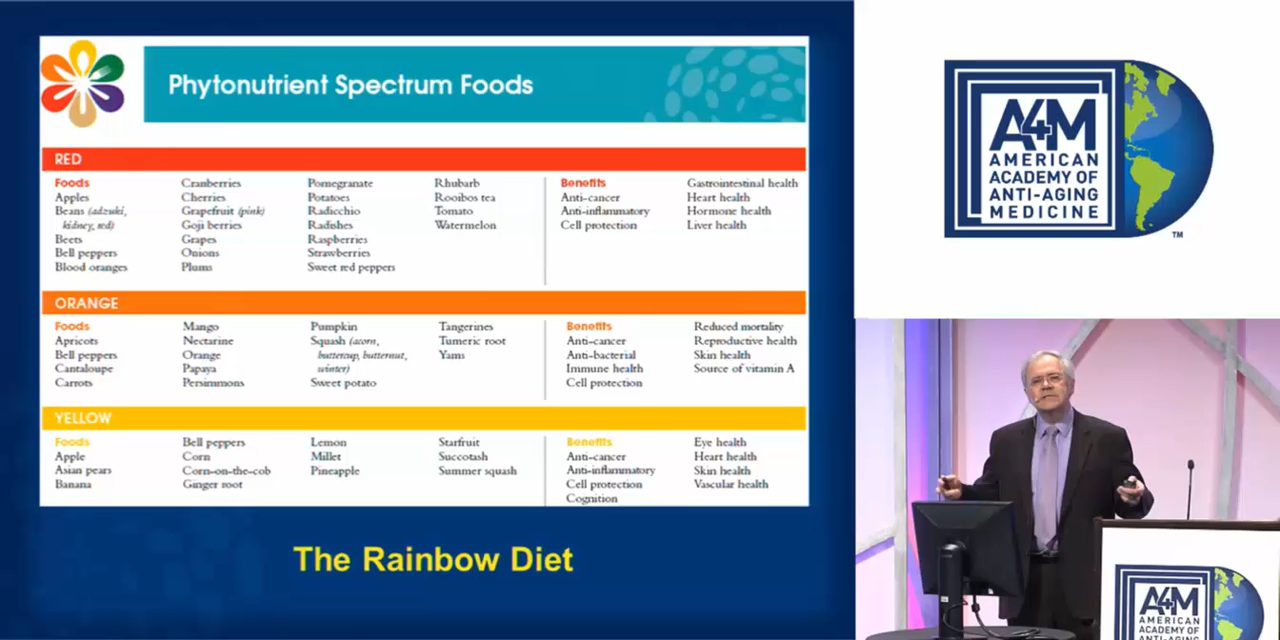 Phytonutrient Spectrum Foods
RED
Foods
Apples
Beans (adzuki,
kidney, red)
Beets
Bell peppers
Blood oranges
Cranberries
Cherries
Grapefruit (pink)
Goji berries
Grapes
Onions
Plums
Pomegranate
Potatoes
Radicchio
Radishes
Raspberries
Strawberries
Sweet red peppers
Rhubarb
Rooibos tea
Tomato
Watermelon
Benefits
Anti-cancer
Anti-inflammatory
Cell protection
Gastrointestinal health
Heart health
Hormone health
Liver health
ORANGE
Foods
Apricots
Bell peppers
Cantaloupe
Carrots
Mango
Nectarine
Orange
Papaya
Persimmons
Pumpkin
Squash (acorn,
buttercup, butternut,
winter)
Sweet potato
Tangerines
Tumeric root
Yams
Benefits
Anti-cancer
Anti-bacterial
Immune health
Cell protection
Reduced mortality
Reproductive health
Skin health
Source of vitamin A
YELLOW
Foods
Apple
Asian pears
Banana
Bell peppers
Corn
Corn-on-the-cob
Ginger root
Lemon
Millet
Pineapple
Starfruit
Succotash
Summer squash
Benefits
Anti-cancer
Anti-inflammatory
Cell protection
Cognition
Eye health
Heart health
Skin health
Vascular health
The Rainbow Diet
A4M
AMERICAN
ACADEMY OF
ANTI-AGING
MEDICINE
TM
A4M
AMERICAN
ACADEMY OF
ANTI-AGING